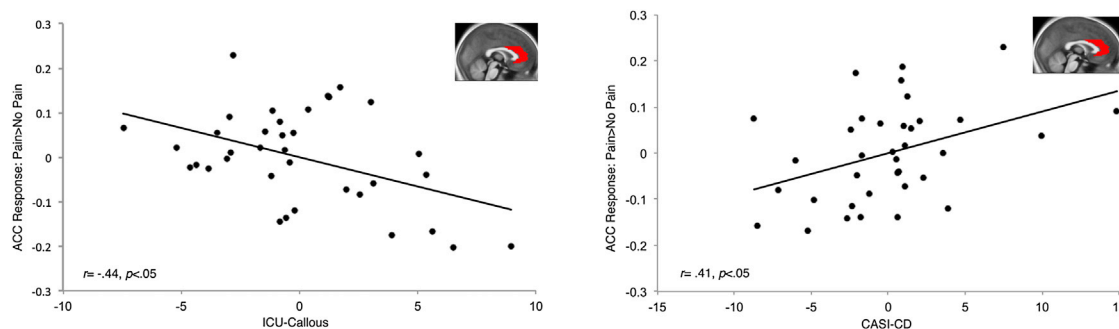 0.3
0.2
0.1
0
-0.1
-0.2
-0.3
ACC Response: Pain>No Pain
r= -.44, p<.05
-10 -5 0 5 10
ICU-Callous
0.3
0.2
0.1
0
-0.1
-0.2
-0.3
ACC Response: Pain>No Pain
r= .41, p<.05
-15 -10 -5 0 5 10
CASI-CD